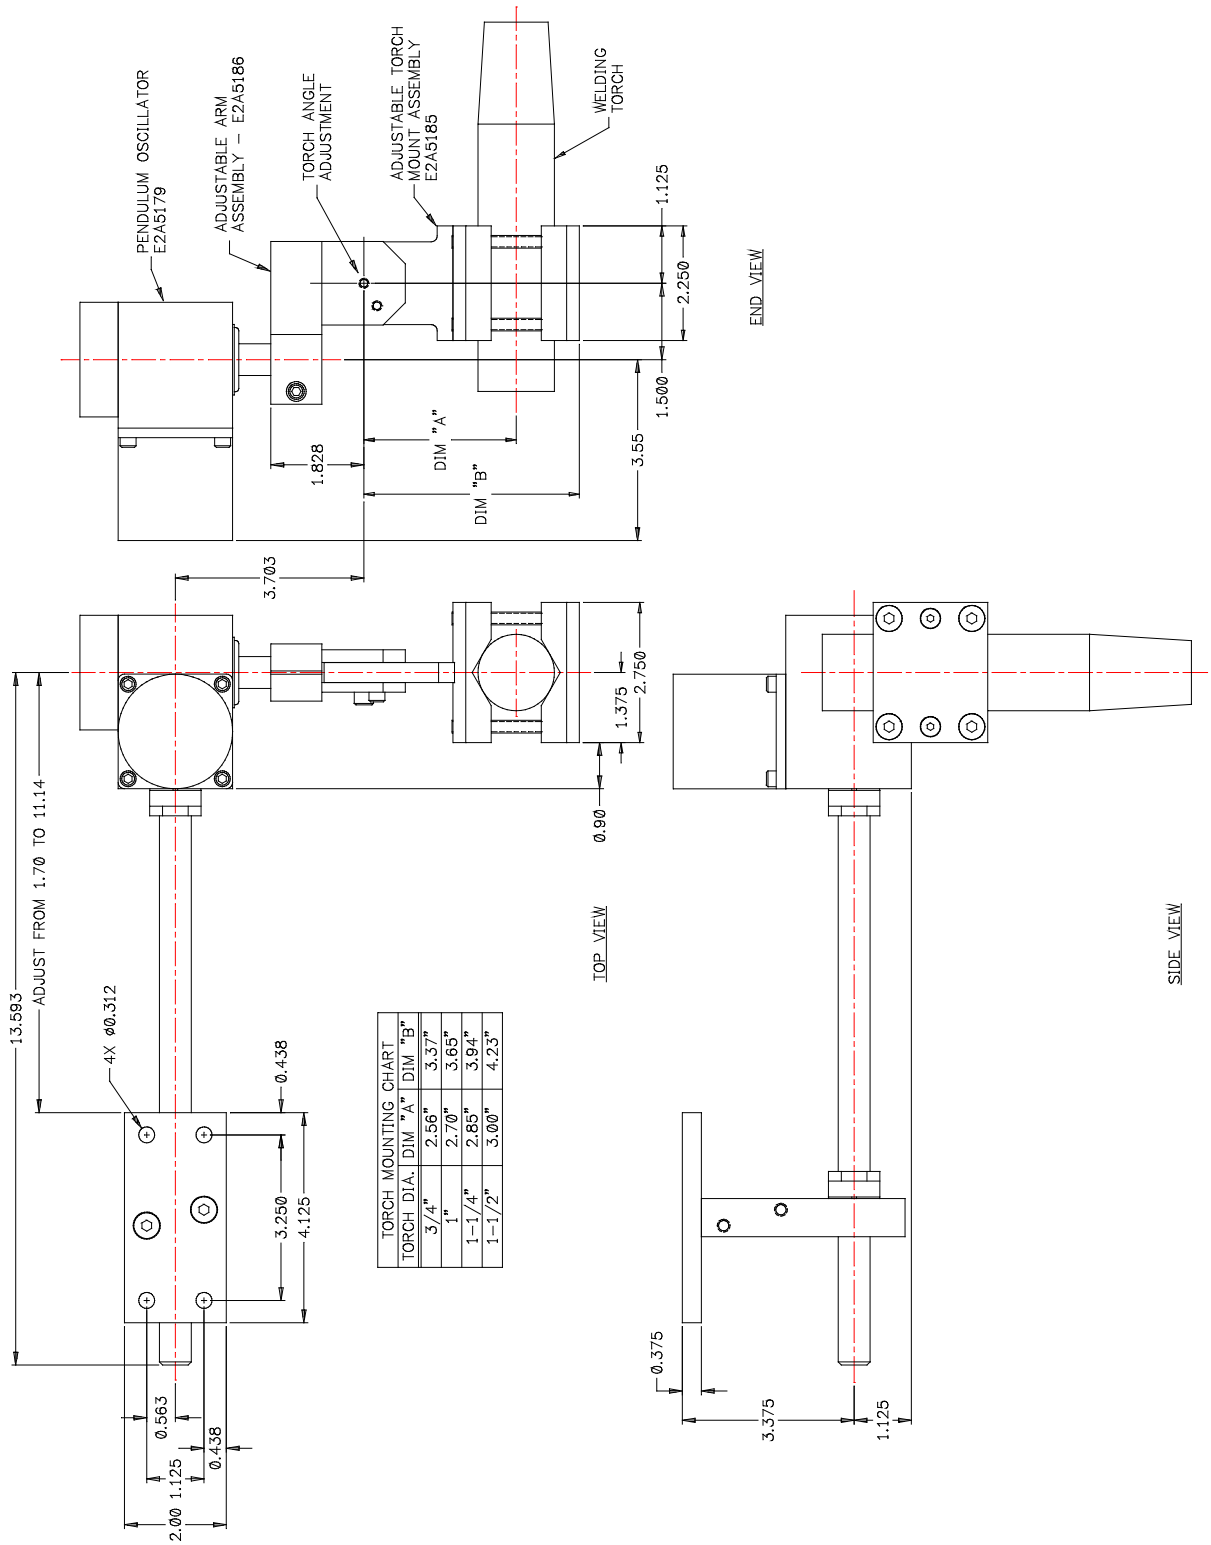 13.593
ADJUST FROM 1.70 TO 11.14
4X ø0.312
0.438
3.250
4.125
0.563
0.438
1.125
2.00
0.90
1.375
2.750
TOP VIEW
TORCH MOUNTING CHART
TORCH DIA. DIM "A" DIM "B"
3/4" 2.56" 3.37"
1" 2.70" 3.65"
1-1/4" 2.85" 3.94"
1-1/2" 3.00" 4.23"
PENDULUM OSCILLATOR
E2A5179
ADJUSTABLE ARM
ASSEMBLY - E2A5186
TORCH ANGLE
ADJUSTMENT
ADJUSTABLE TORCH
MOUNT ASSEMBLY
E2A5185
WELDING
TORCH
3.703
1.828
DIM "A"
DIM "B"
3.55
1.500
2.250
1.125
END VIEW
0.375
3.375
1.125
SIDE VIEW